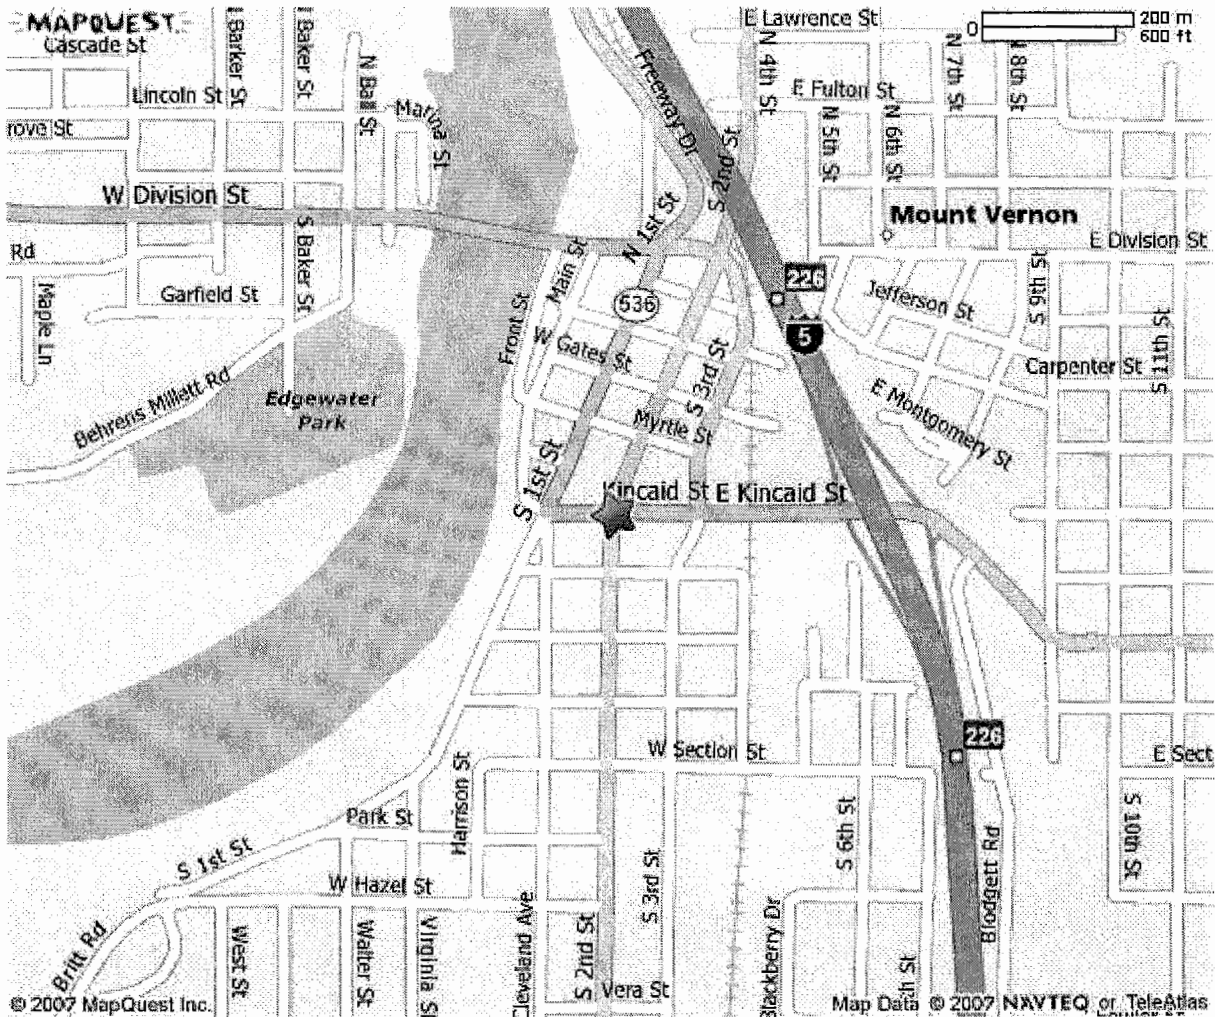 MAPQUEST.
Cascade St
N Barker St
N Baker St
N Ball St
E Lawrence St
0
200 m
600 ft
N 4th St
N 7th St
N 8th St
Freeway Dr
Lincoln St
Marina St
E Fulton St
N 5th St
N 6th St
rove St
S 2nd St
W Division St
N 1st St
Mount Vernon
E Division St
Rd
S Baker St
Main St
226
Maple Ln
Garfield St
Front St
536
Jefferson St
S 9th St
5
W Gates St
S 3rd St
Carpenter St
S 11th St
Behrens Millett Rd
Edgewater
Park
Myrtle St
E Montgomery St
S 1st St
Kincaid St
E Kincaid St
226
W Section St
E Sect
Harrison St
Park St
S 6th St
S 10th St
S 1st St
W Hazel St
S 3rd St
Blodgett Rd
Britt Rd
West St
Walter St
Virginia St
Cleveland Ave
S 2nd St
Vera St
Blackberry Dr
th St
© 2007 MapQuest Inc.
Map Data © 2007 NAVTEQ or TeleAtlas